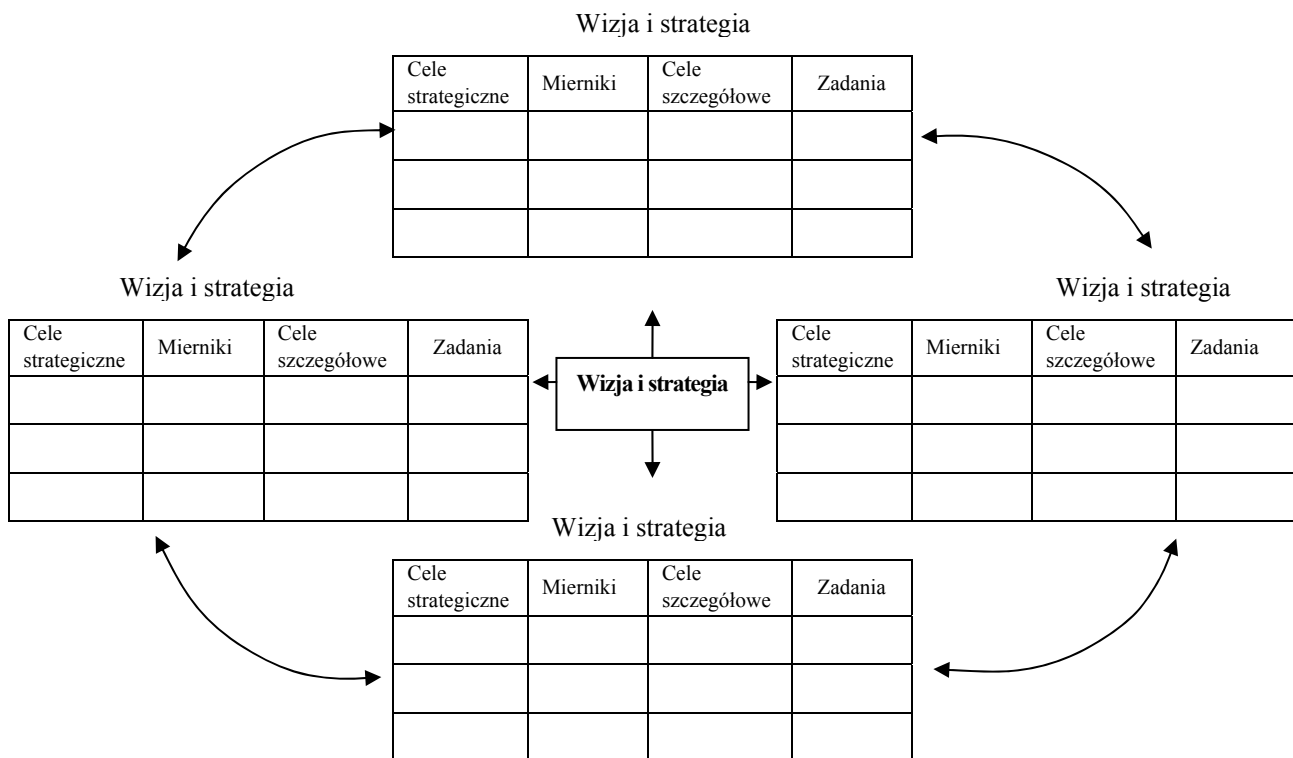 Wizja i strategia
Cele
strategiczne
Mierniki
Cele
szczegółowe
Zadania
Wizja i strategia
Cele
strategiczne
Mierniki
Cele
szczegółowe
Zadania
Wizja i strategia
Wizja i strategia
Cele
strategiczne
Mierniki
Cele
szczegółowe
Zadania
Wizja i strategia
Cele
strategiczne
Mierniki
Cele
szczegółowe
Zadania